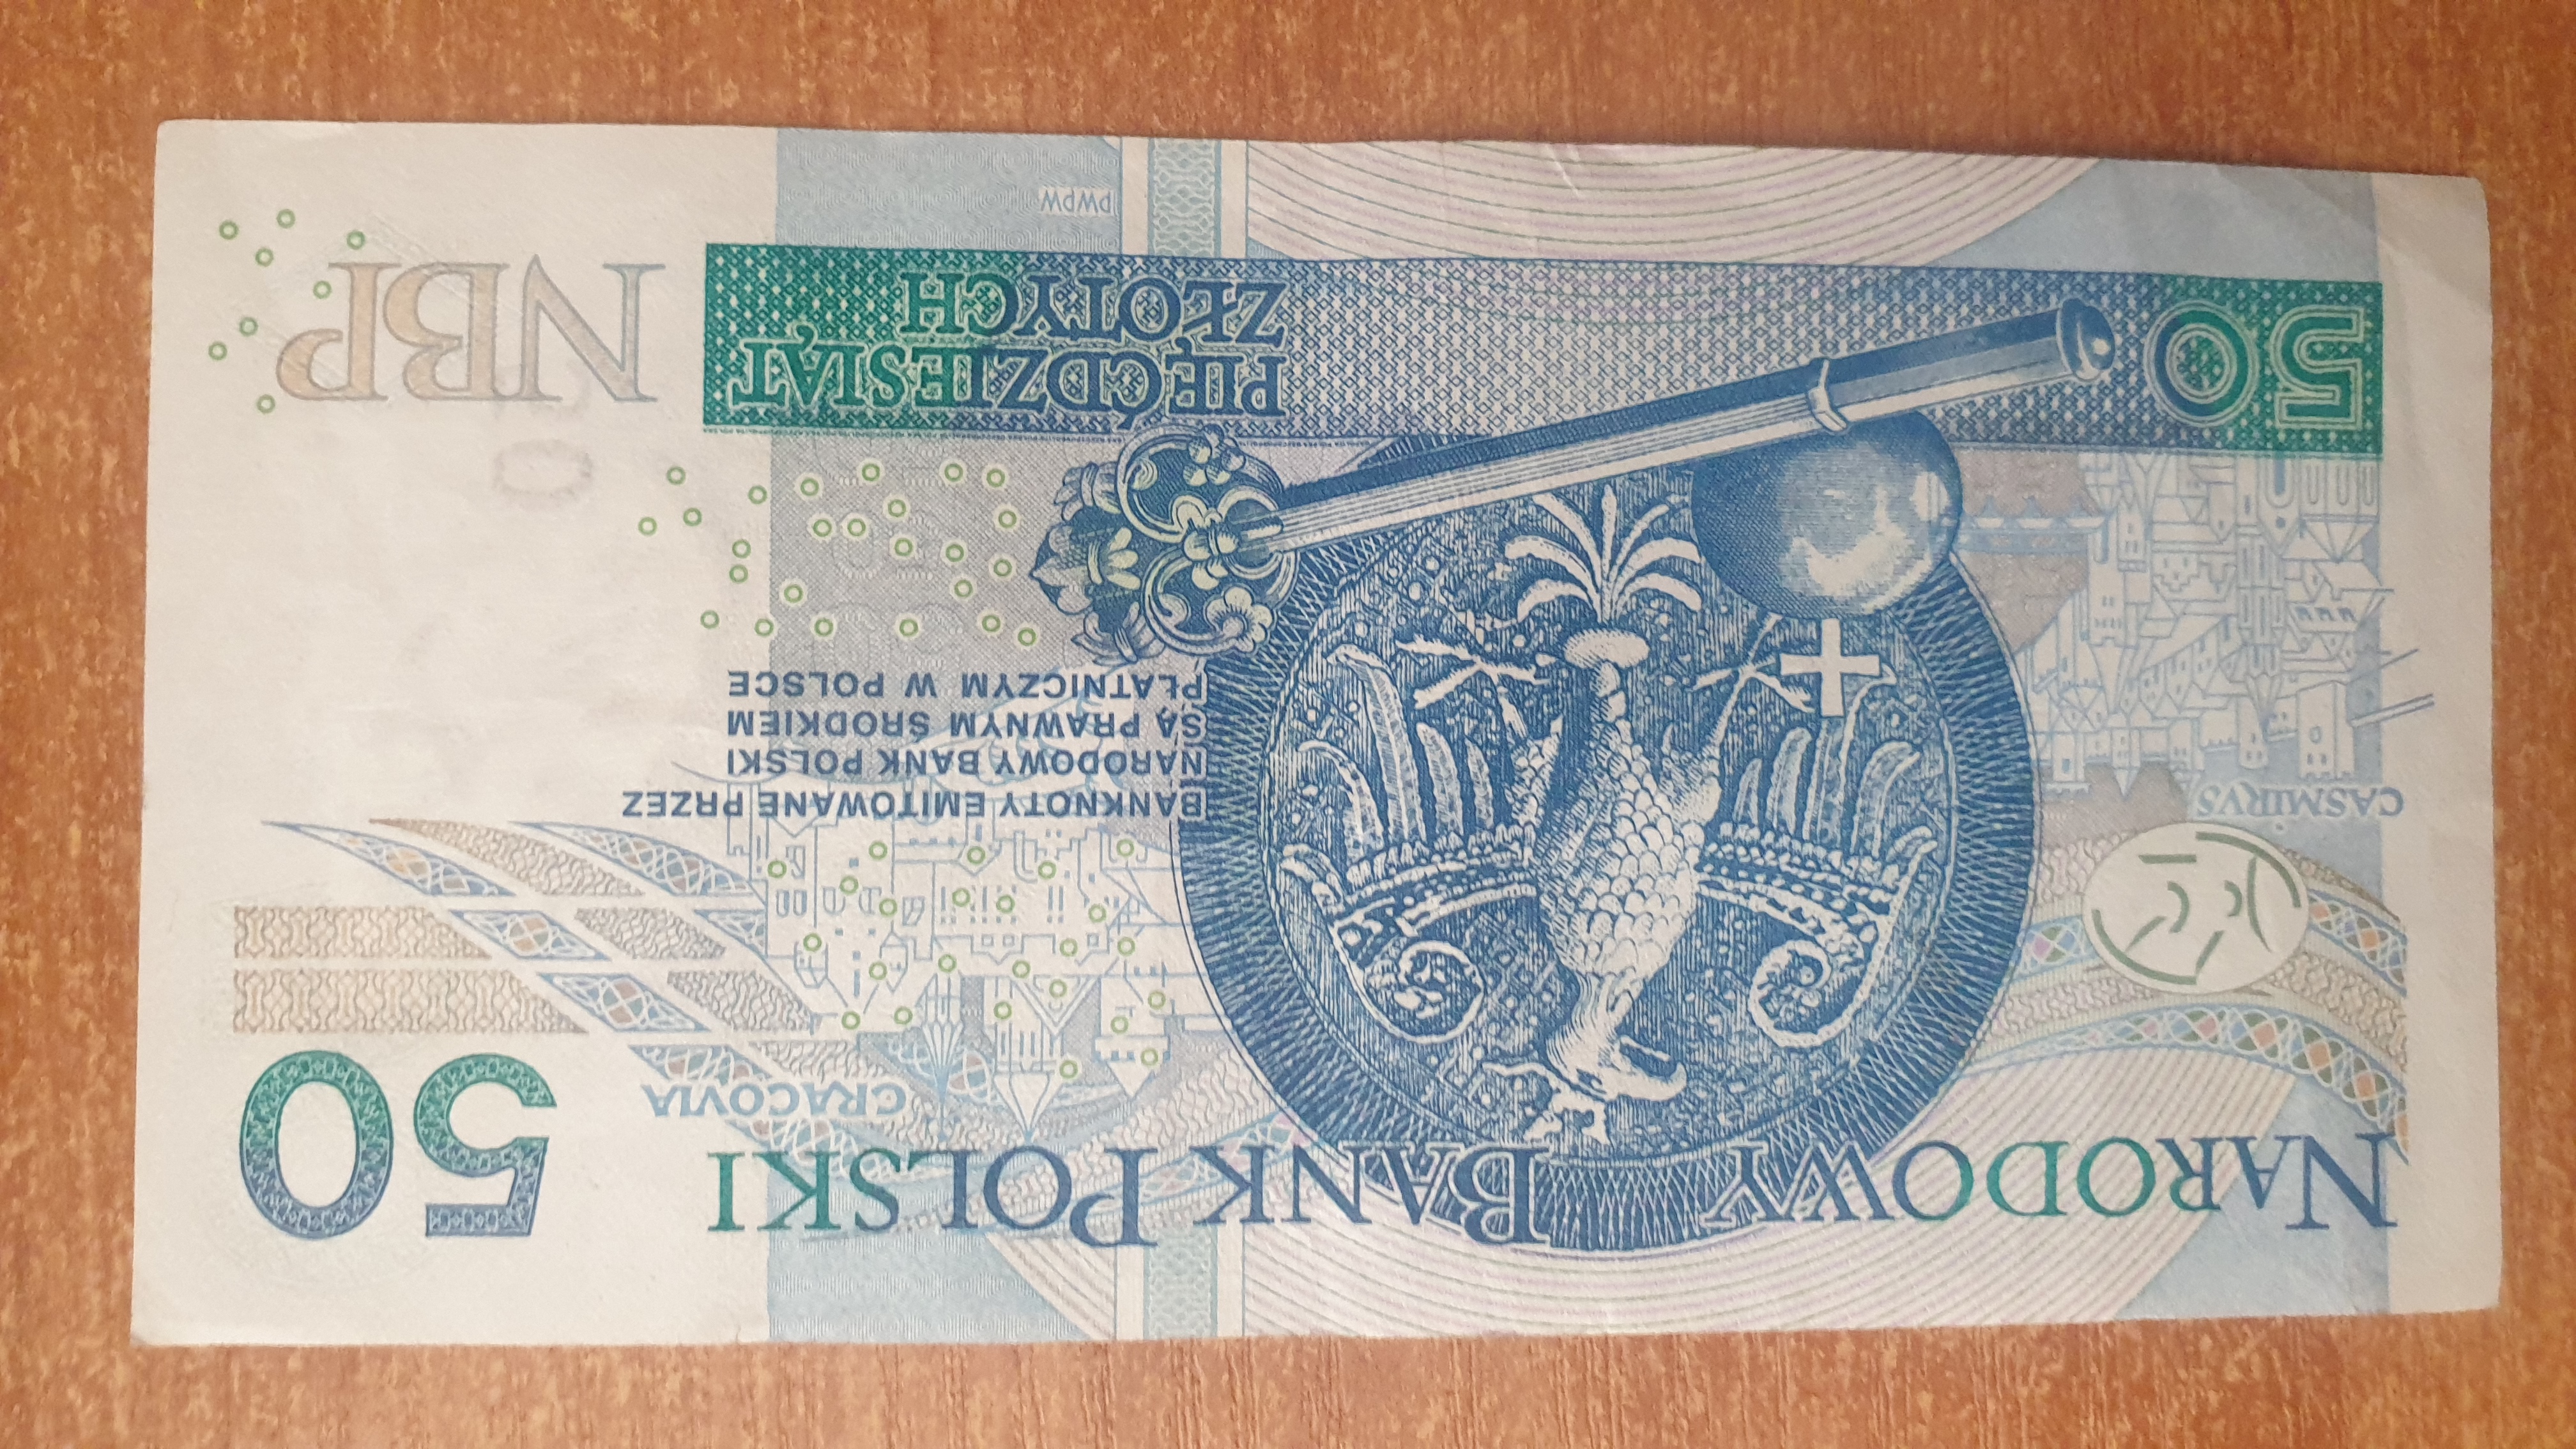 NARODOWY BANK POLSKI 50
CRACOVIA
BANKNOTY EMITOWANE PRZEZ
NARODOWY BANK POLSKI
SĄ PRAWNYM ŚRODKIEM
PŁATNICZYM W POLSCE
CASMIRVS
50
PIĘĆDZIESIĄT
ZŁOTYCH
NBP
PWPW